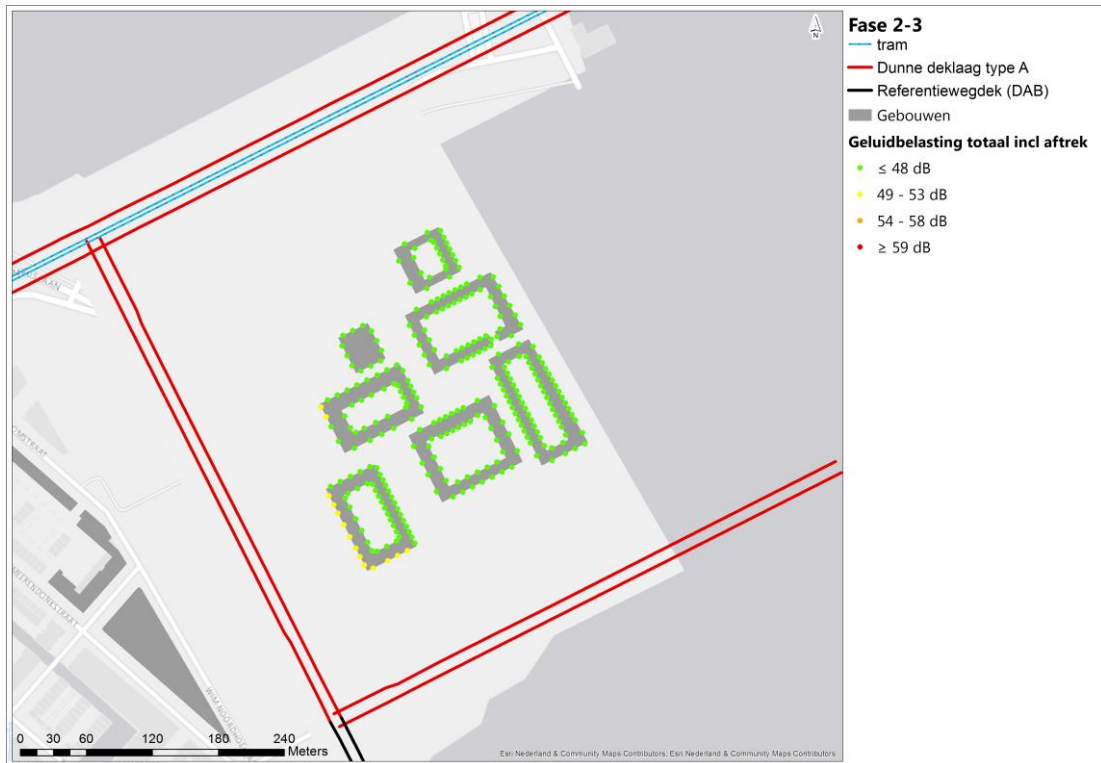 N
Fase 2-3
tram
Dunne deklaag type A
Referentiewegdek (DAB)
Gebouwen
Geluidbelasting totaal incl aftrek
≤ 48 dB
49 - 53 dB
54 - 58 dB
≥ 59 dB
0 30 60 120 180 240
Meters
Esri Nederland & Community Maps Contributors, Esri Nederland & Community Maps Contributors